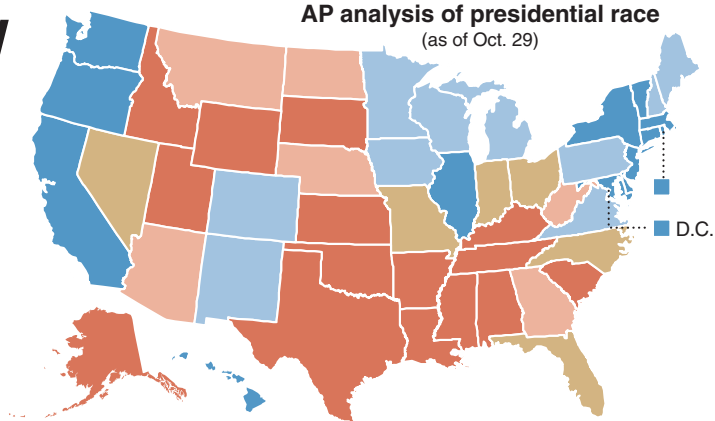 AP analysis of presidential race
(as of Oct. 29)
D.C.